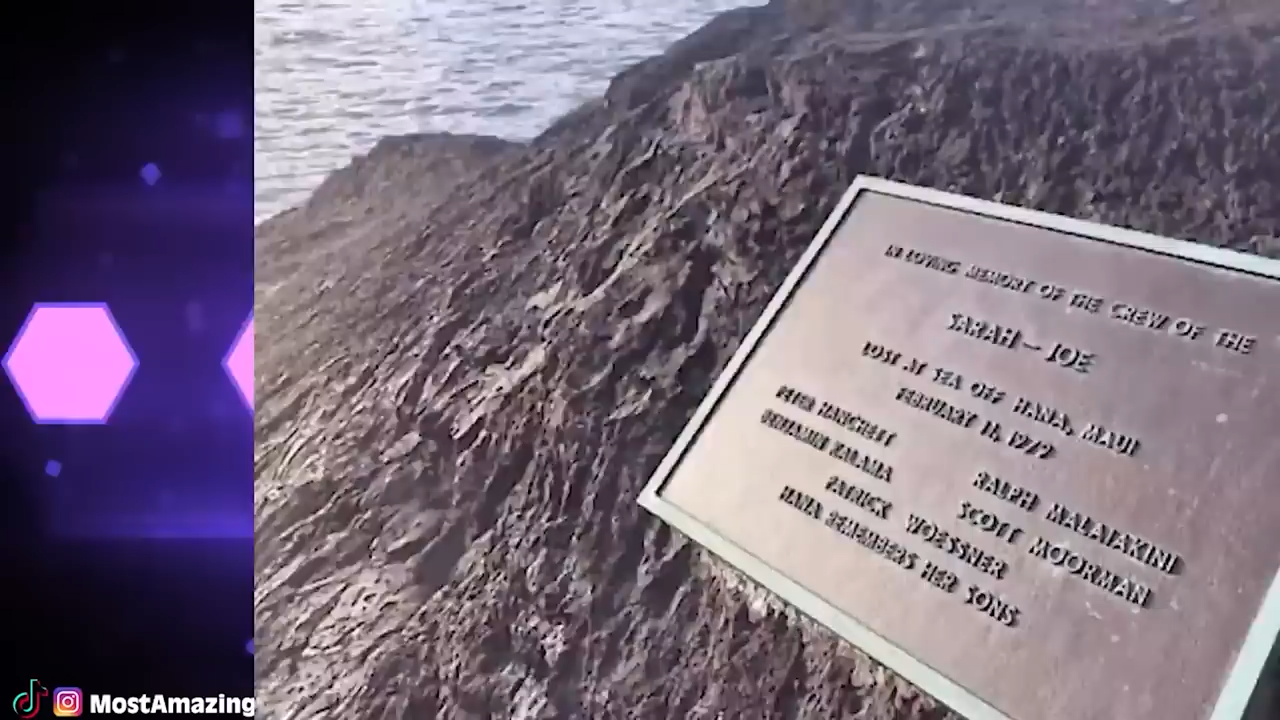 IN LOVING MEMORY OF THE CREW OF THE
SARAH - JOE
LOST AT SEA OFF HANA, MAUI
FEBRUARY 11, 1979
PETER HANCHETT RALPH MALAIAKINI
BENJAMIN KALAMA SCOTT MOORMAN
PATRICK WOESSNER
HANA REMEMBERS HER SONS
MostAmazing